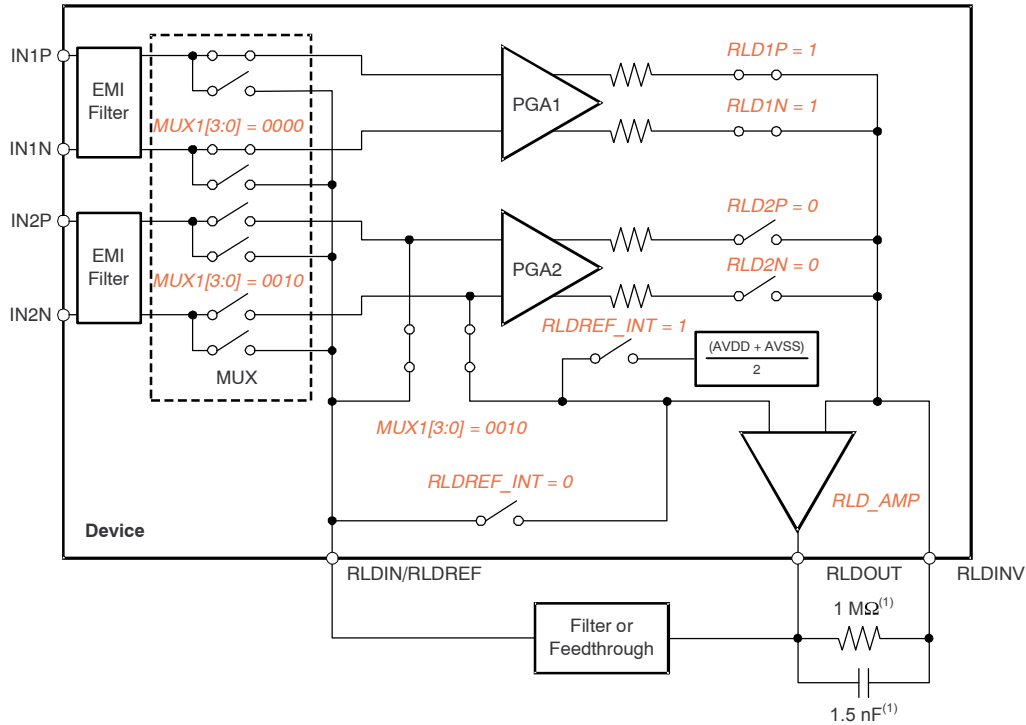 IN1P
EMI
Filter
IN1N
MUX1[3:0] = 0000
PGA1
RLD1P = 1
RLD1N = 1
IN2P
EMI
Filter
IN2N
MUX1[3:0] = 0010
MUX
PGA2
RLD2P = 0
RLD2N = 0
RLDREF_INT = 1
(AVDD + AVSS)
2
MUX1[3:0] = 0010
RLDREF_INT = 0
RLD_AMP
Device
RLDIN/RLDREF
RLDOUT
RLDINV
1 MΩ(1)
Filter or
Feedthrough
1.5 nF(1)